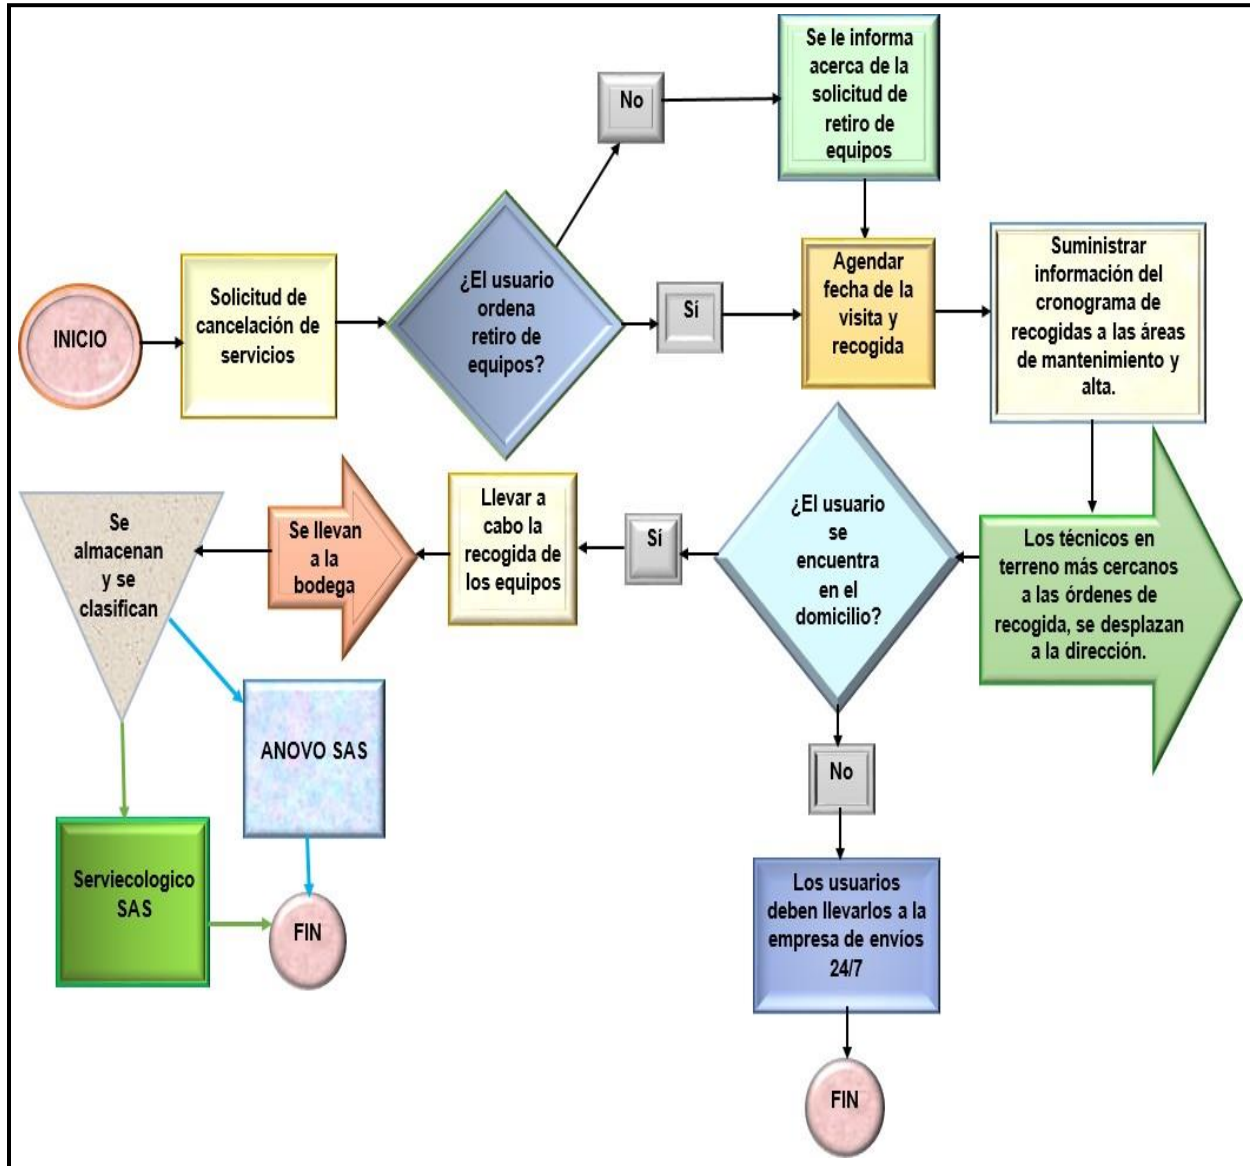 INICIO
Solicitud de
cancelación de
servicios
¿El usuario
ordena
retiro de
equipos?
No
Se le informa
acerca de la
solicitud de
retiro de
equipos
Sí
Agendar
fecha de la
visita y
recogida
Suministrar
información del
cronograma de
recogidas a las áreas
de mantenimiento y
alta.
Los técnicos en
terreno más cercanos
a las órdenes de
recogida, se desplazan
a la dirección.
¿El usuario
se
encuentra
en el
domicilio?
Sí
Llevar a
cabo la
recogida de
los equipos
Se llevan
a la
bodega
Se
almacenan
y se
clasifican
ANOVO SAS
Serviecologico
SAS
FIN
No
Los usuarios
deben llevarlos a la
empresa de envíos
24/7
FIN